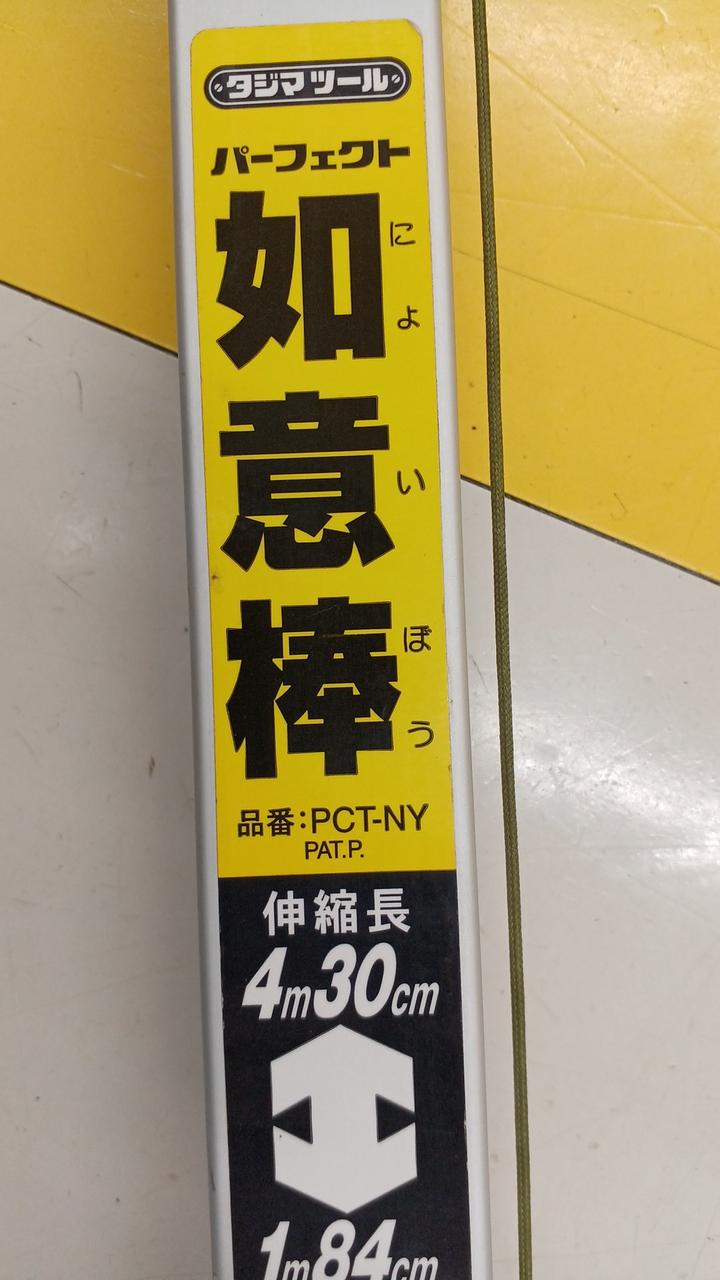 タジマツール
パーフェクト
如意棒
にょいぼう
品番:PCT-NY
PAT.P.
伸縮長
4m30cm
1m84cm